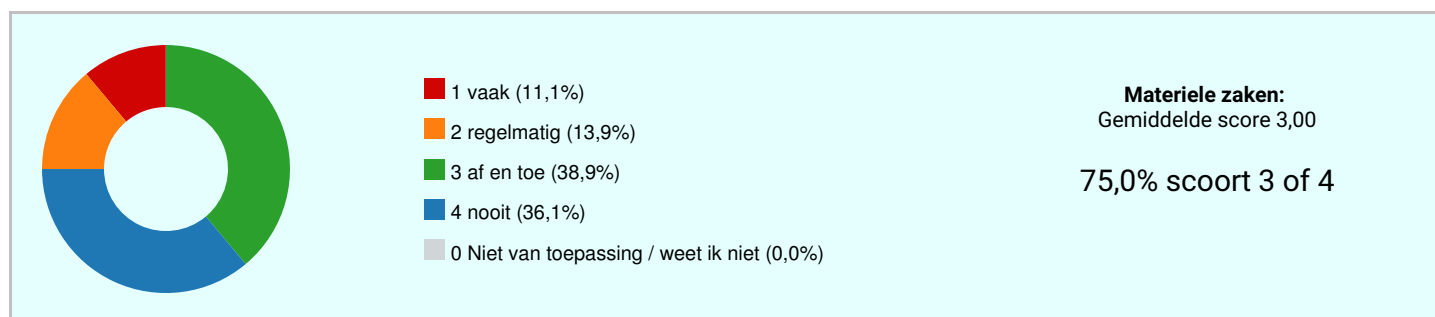 1 vaak (11,1%)
2 regelmatig (13,9%)
3 af en toe (38,9%)
4 nooit (36,1%)
0 Niet van toepassing / weet ik niet (0,0%)
Materiele zaken:
Gemiddelde score 3,00
75,0% scoort 3 of 4